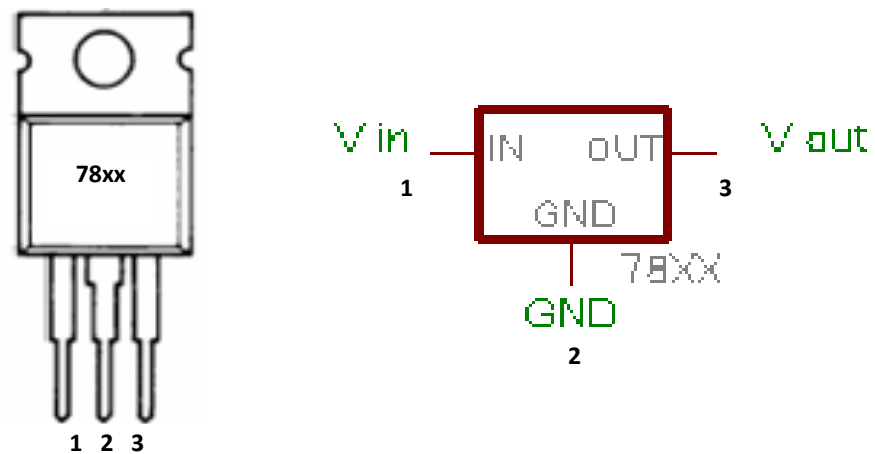 78xx
1 2 3
V in
IN
OUT
V out
1
3
GND
78XX
GND
2